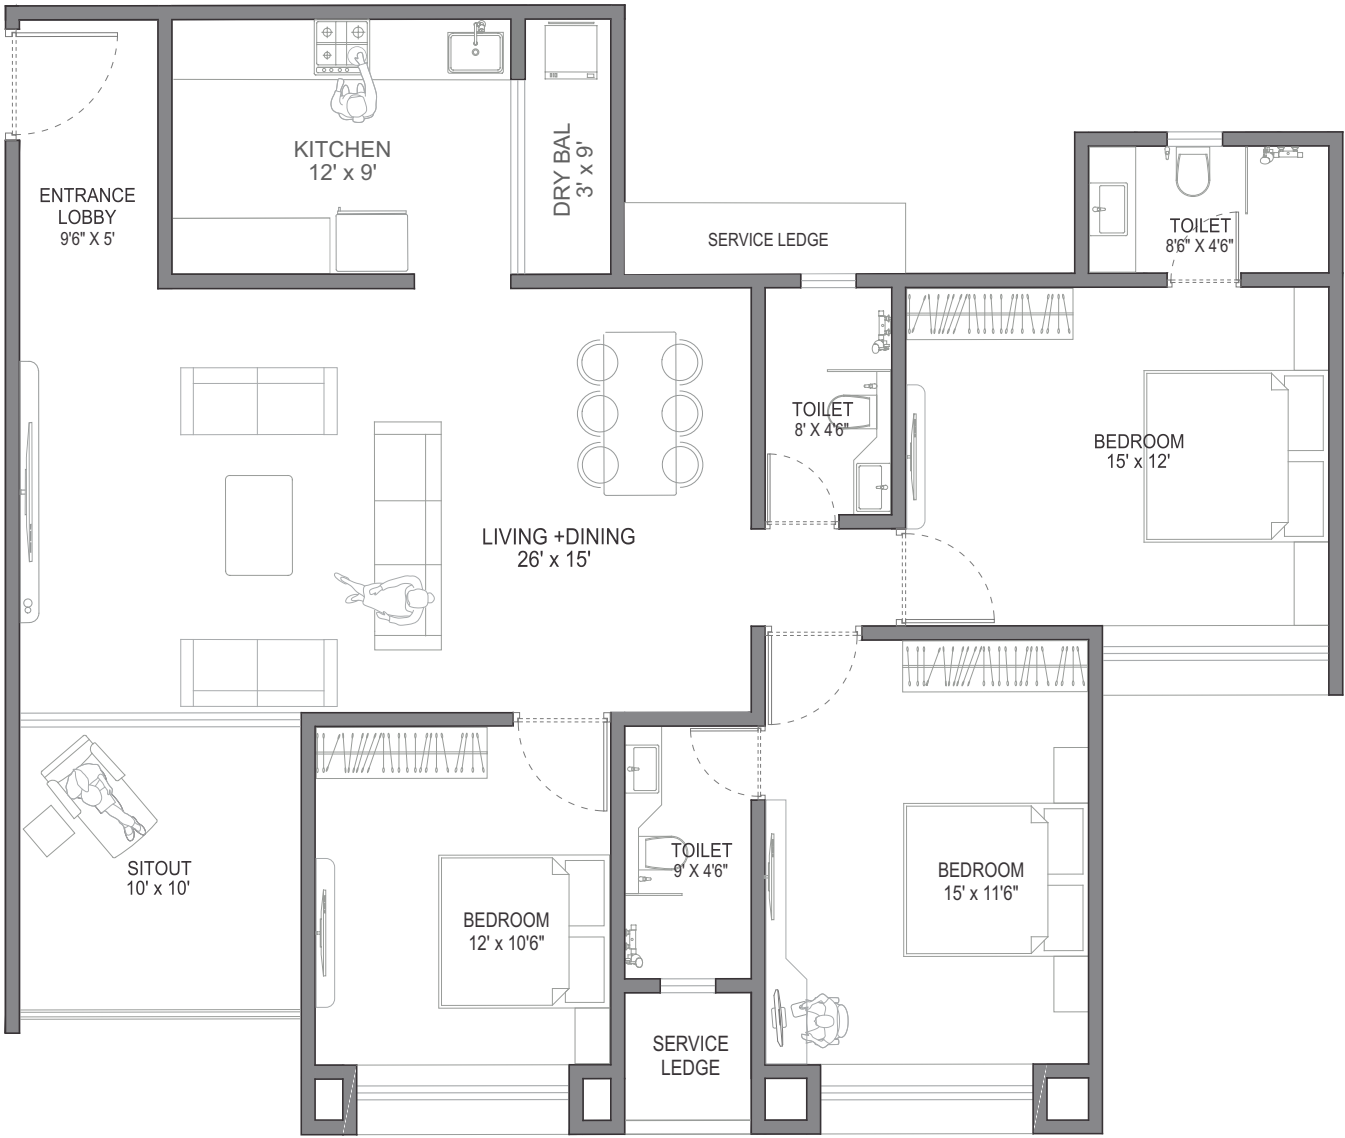 KITCHEN
12' x 9'
DRY BAL
3' x 9'
ENTRANCE
LOBBY
9'6" X 5'
SERVICE LEDGE
TOILET
8'6" X 4'6"
TOILET
8' X 4'6"
BEDROOM
15' x 12'
LIVING +DINING
26' x 15'
SITOUT
10' x 10'
BEDROOM
12' x 10'6"
TOILET
9' X 4'6"
BEDROOM
15' x 11'6"
SERVICE
LEDGE